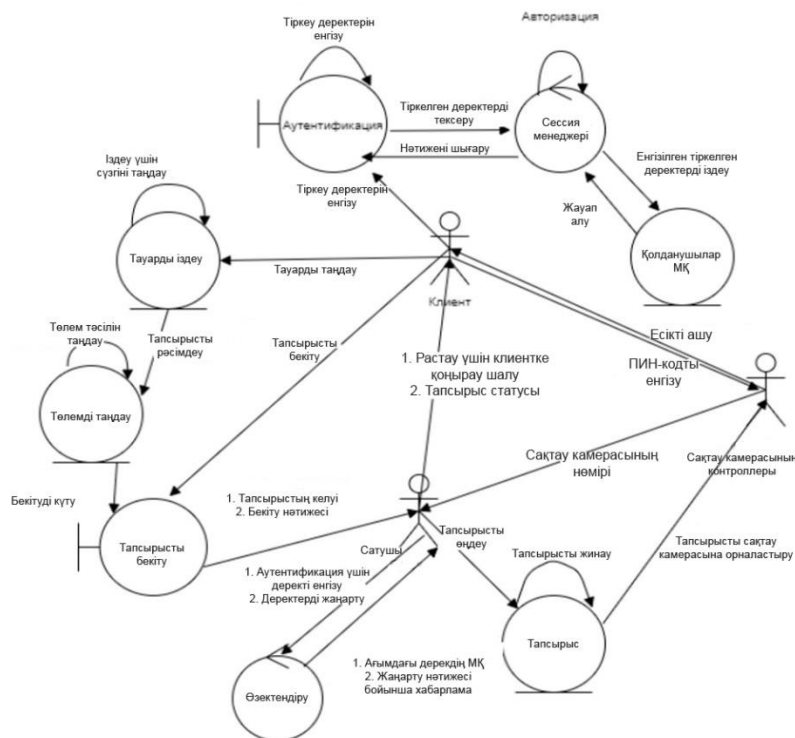 Авторизация
Тіркеу деректерін
енгізу
Аутентификация
Тіркелген деректерді
тексеру
Нәтижені шығару
Сессия
менеджері
Іздеу үшін
сүзгіні таңдау
Тіркеу деректерін
енгізу
Енгізілген тіркелген
деректерді іздеу
Жауап
алу
Тауарды іздеу
Тауарды таңдау
Клиент
Қолданушылар
МҚ
Төлем тәсілін
таңдау
Тапсырысты
рәсімдеу
Тапсырысты
бекіту
1. Растау үшін клиентке
қоңырау шалу
2. Тапсырыс статусы
Есікті ашу
ПИН-кодты
енгізу
Төлемді таңдау
Сақтау камерасының
нөмірі
Сақтау камерасының
контроллеры
Бекітуді күту
1. Тапсырыстың келуі
2. Бекіту нәтижесі
Тапсырысты
бекіту
Сатушы
Тапсырысты
өңдеу
Тапсырысты жинау
Тапсырысты сақтау
камерасына орналастыру
1. Аутентификация үшін
деректі енгізу
2. Деректерді жаңарту
Тапсырыс
Өзектендіру
1. Ағымдағы деректің МҚ
2. Жаңарту нәтижесі
бойынша хабарлама